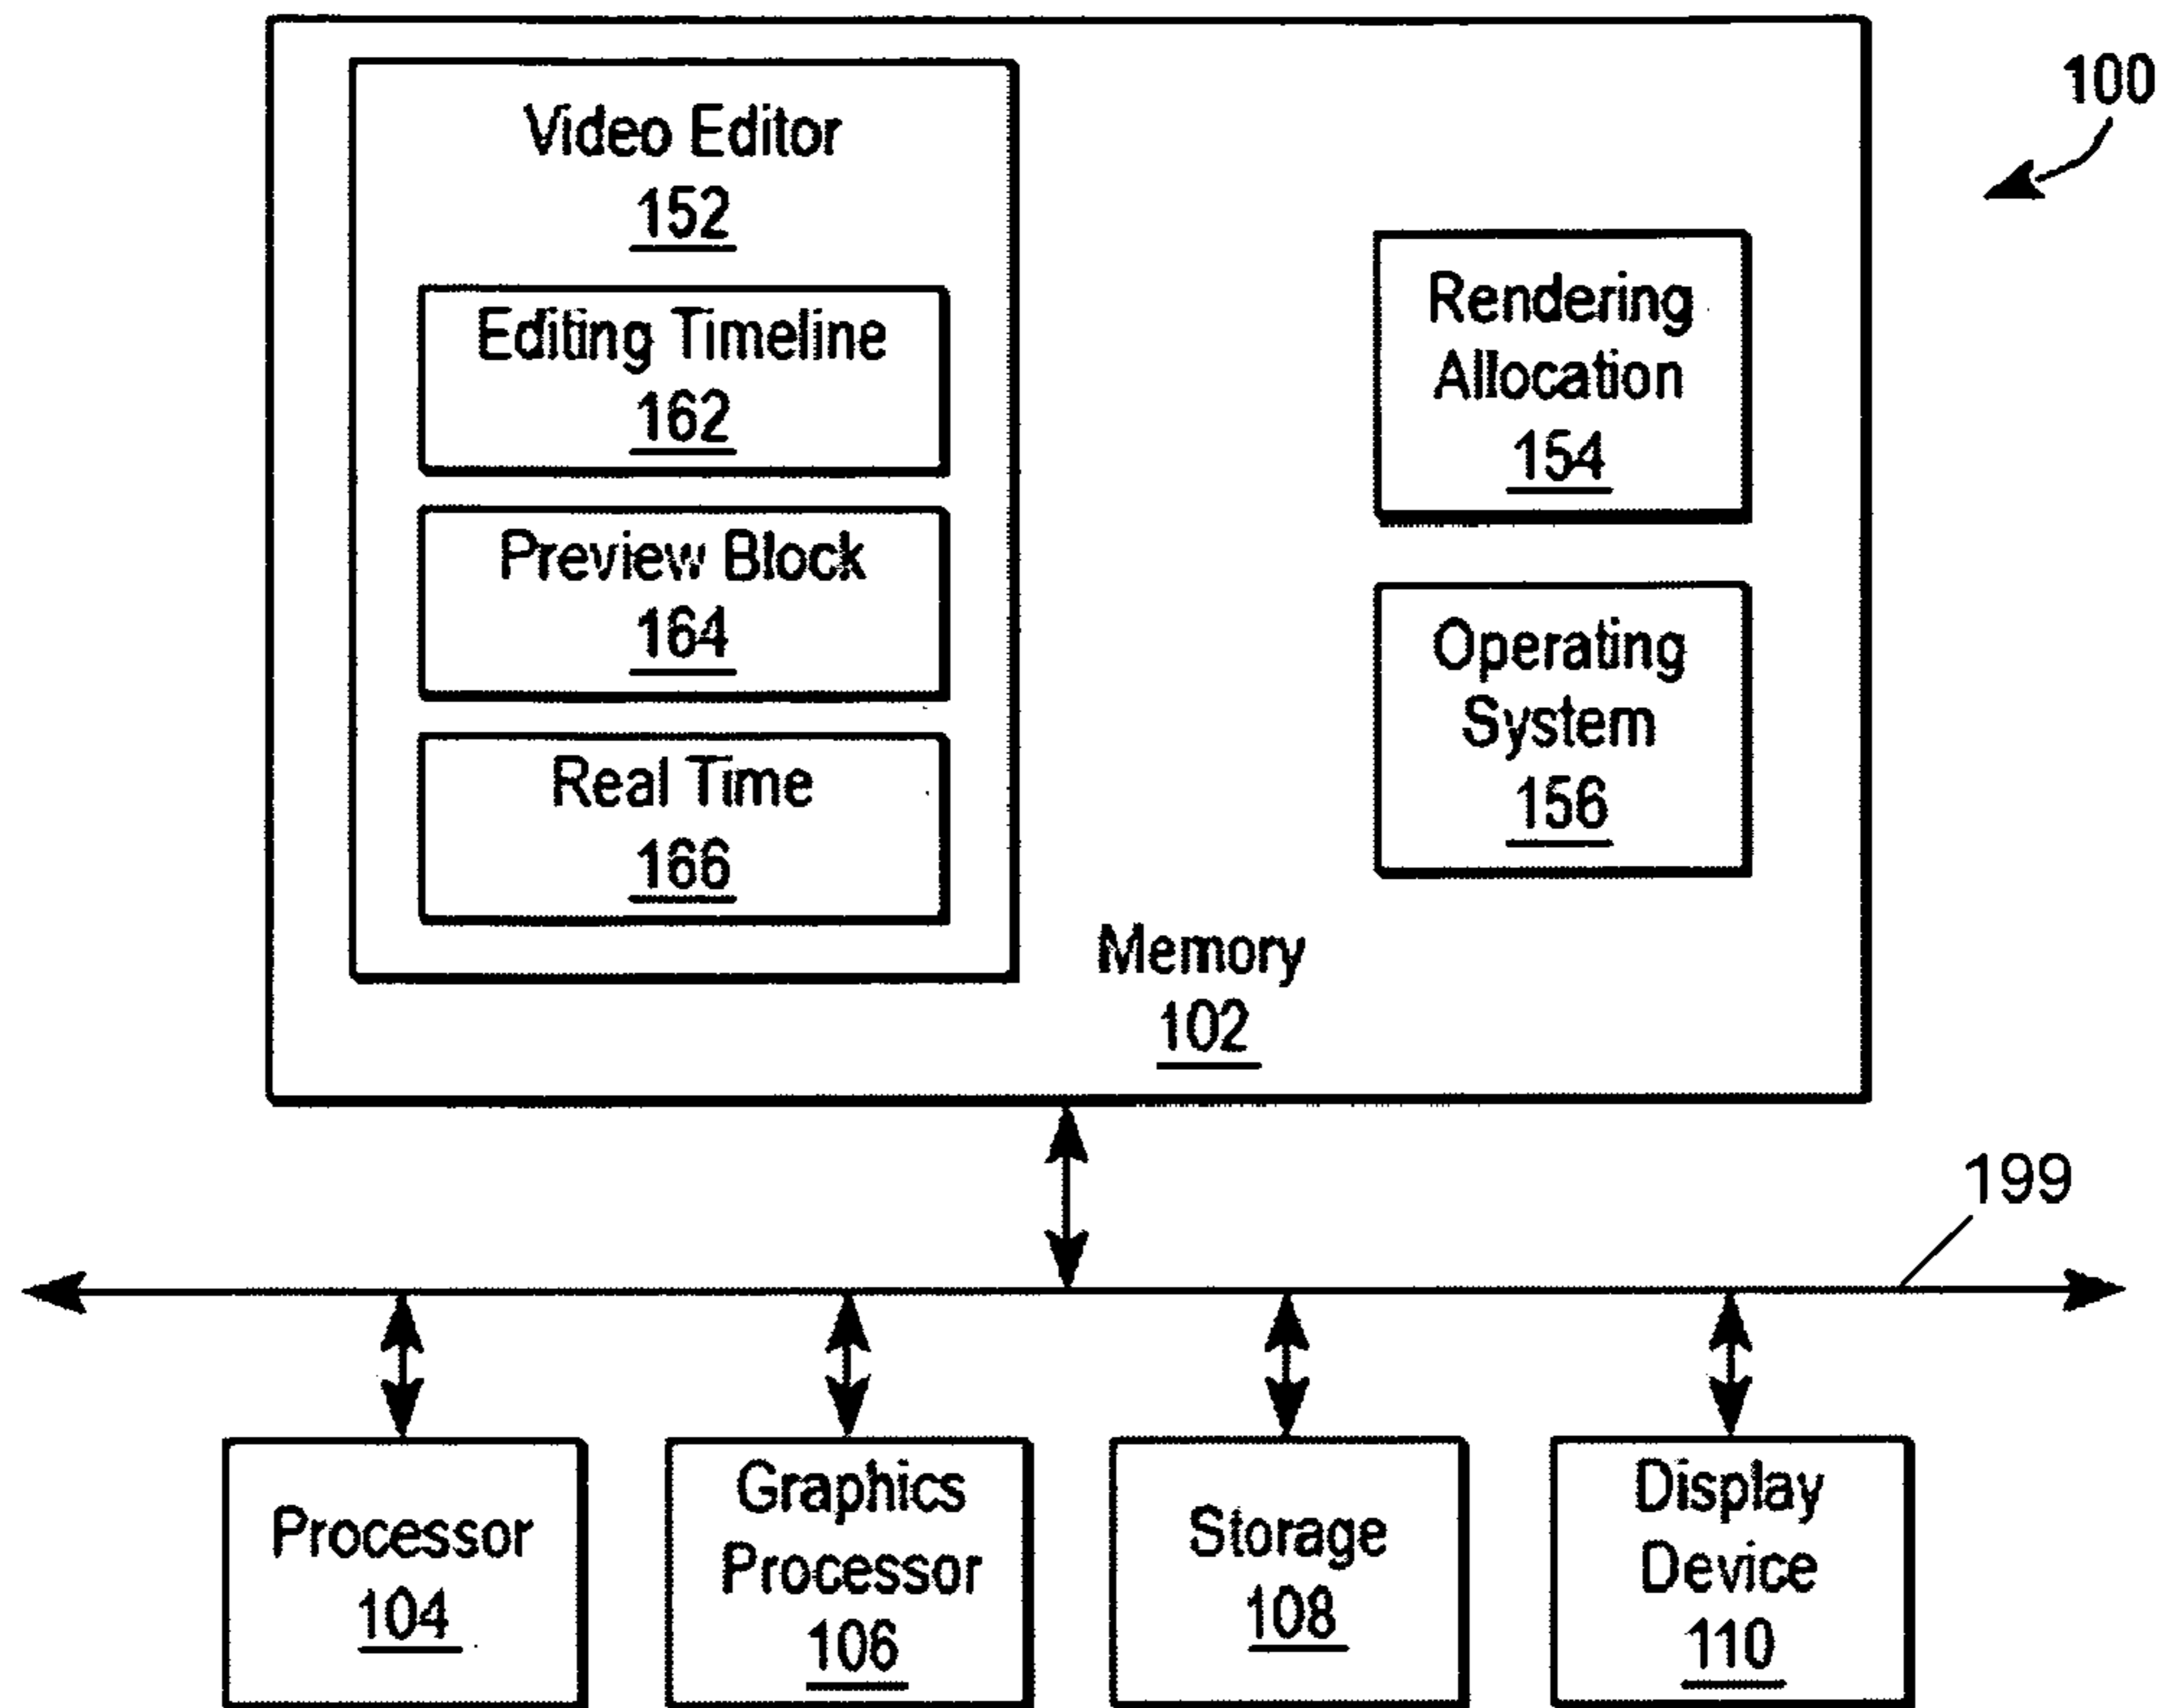 100
Video Editor
152
Editing Timeline
162
Preview Block
164
Real Time
166
Rendering
Allocation
154
Operating
System
156
Memory
102
199
Processor
104
Graphics
Processor
106
Storage
108
Display
Device
110